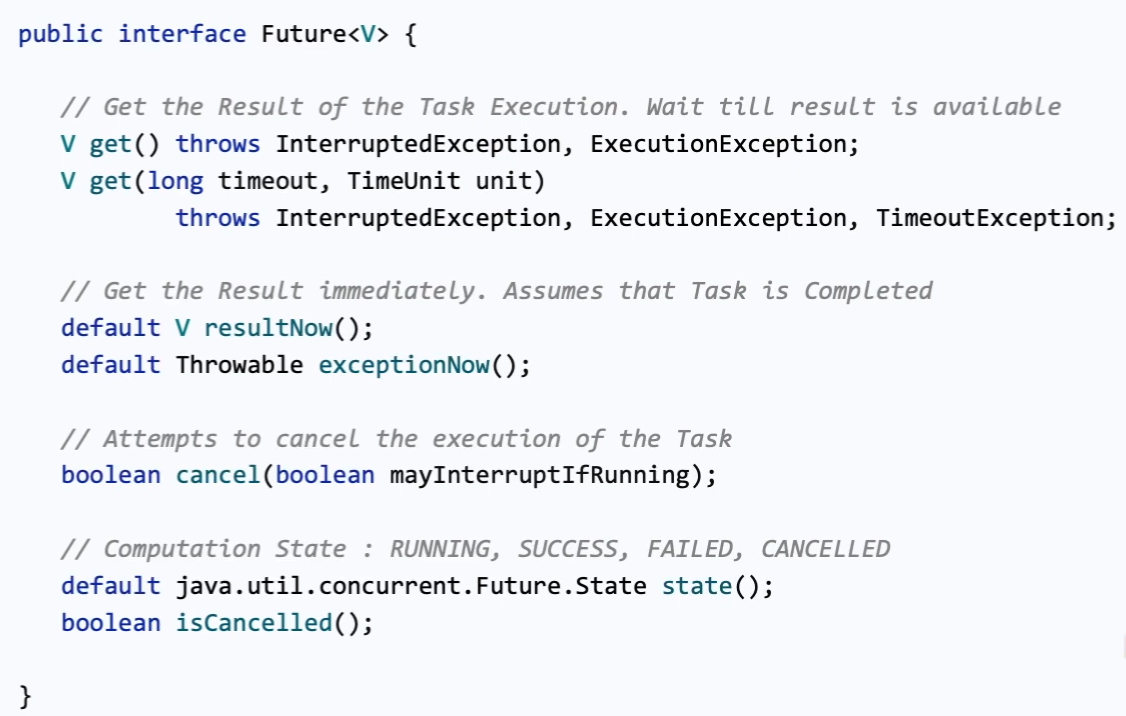 public interface Future<V> {
// Get the Result of the Task Execution. Wait till result is available
V get() throws InterruptedException, ExecutionException;
V get(long timeout, TimeUnit unit)
throws InterruptedException, ExecutionException, TimeoutException;
// Get the Result immediately. Assumes that Task is Completed
default V resultNow();
default Throwable exceptionNow();
// Attempts to cancel the execution of the Task
boolean cancel(boolean mayInterruptIfRunning);
// Computation State : RUNNING, SUCCESS, FAILED, CANCELLED
default java.util.concurrent.Future.State state();
boolean isCancelled();
}